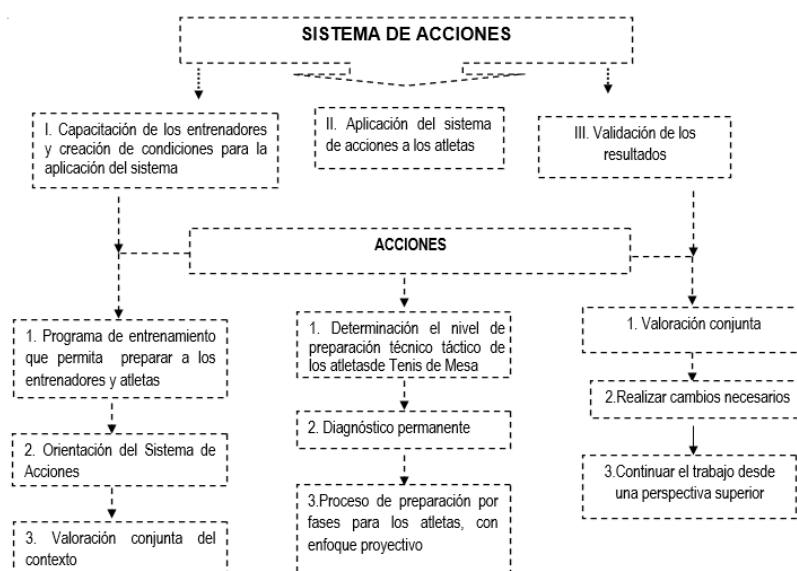 SISTEMA DE ACCIONES
I. Capacitación de los entrenadores
y creación de condiciones para la
aplicación del sistema
II. Aplicación del sistema
de acciones a los atletas
III. Validación de los
resultados
ACCIONES
1. Programa de entrenamiento
que permita preparar a los
entrenadores y atletas
1. Determinación el nivel de
preparación técnico táctico de
los atletasde Tenis de Mesa
1. Valoración conjunta
2. Orientación del Sistema de
Acciones
2. Diagnóstico permanente
2.Realizar cambios necesarios
3. Valoración conjunta del
contexto
3.Proceso de preparación por
fases para los atletas, con
enfoque proyectivo
3.Continuar el trabajo desde
una perspectiva superior